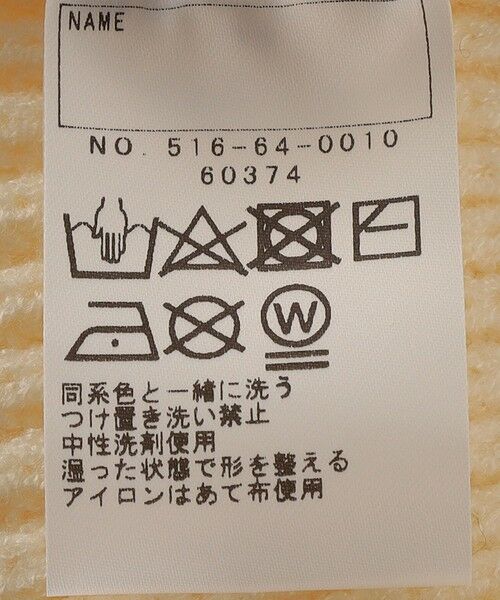 NAME
NO. 516-64-0010
60374
W
同系色と一緒に洗う
つけ置き洗い禁止
中性洗剤使用
湿った状態で形を整える
アイロンはあて布使用